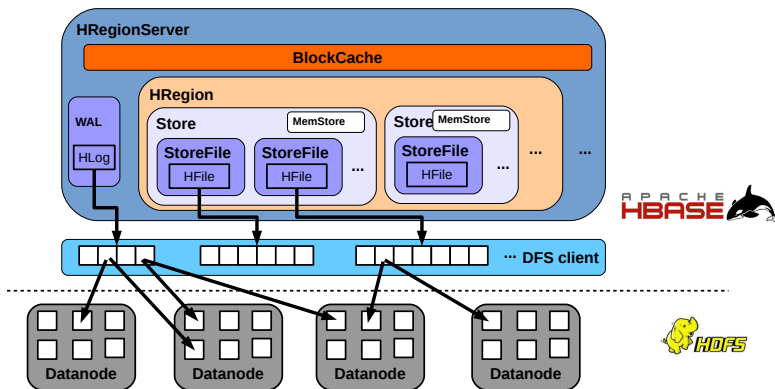 HRegionServer
BlockCache
HRegion
WAL
HLog
Store
MemStore
StoreFile
HFile
StoreFile
HFile
...
Store
MemStore
StoreFile
HFile
...
...
...
APACHE
HBASE
... DFS client
Datanode
Datanode
Datanode
Datanode
HDFS